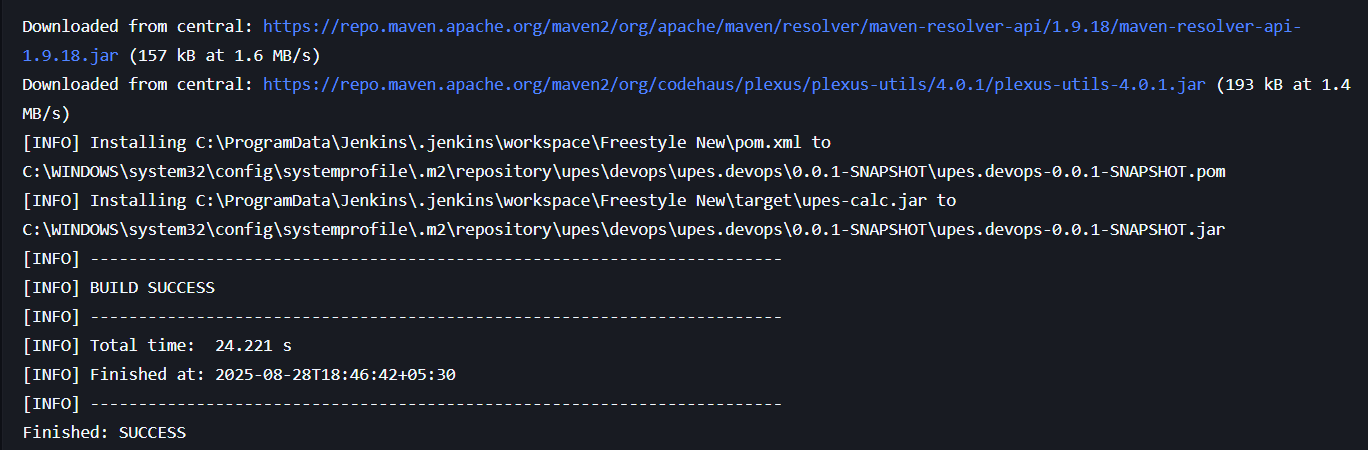 Downloaded from central: https://repo.maven.apache.org/maven2/org/apache/maven/resolver/maven-resolver-api/1.9.18/maven-resolver-api-
1.9.18.jar (157 kB at 1.6 MB/s)
Downloaded from central: https://repo.maven.apache.org/maven2/org/codehaus/plexus/plexus-utils/4.0.1/plexus-utils-4.0.1.jar (193 kB at 1.4
MB/s)
[INFO] Installing C:\ProgramData\Jenkins\.jenkins\workspace\Freestyle New\pom.xml to
C:\WINDOWS\system32\config\systemprofile\.m2\repository\upes\devops\upes.devops\0.0.1-SNAPSHOT\upes.devops-0.0.1-SNAPSHOT.pom
[INFO] Installing C:\ProgramData\Jenkins\.jenkins\workspace\Freestyle New\target\upes-calc.jar to
C:\WINDOWS\system32\config\systemprofile\.m2\repository\upes\devops\upes.devops\0.0.1-SNAPSHOT\upes.devops-0.0.1-SNAPSHOT.jar
[INFO] ------------------------------------------------------------------------
[INFO] BUILD SUCCESS
[INFO] ------------------------------------------------------------------------
[INFO] Total time:  24.221 s
[INFO] Finished at: 2025-08-28T18:46:42+05:30
[INFO] ------------------------------------------------------------------------
Finished: SUCCESS